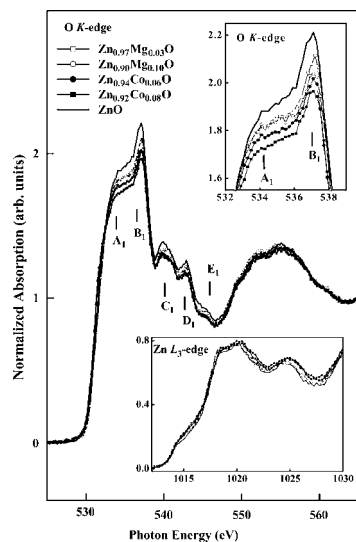 O K-edge
Zn0.97Mg0.03O
Zn0.90Mg0.10O
Zn0.94Co0.06O
Zn0.92Co0.08O
ZnO
O K-edge
2.2
2.0
1.8
1.6
532 534 536 538
A1
B1
2
1
0
Normalized Absorption (arb. units)
A1
B1
C1
D1
E1
Zn L3-edge
0.8
0.4
0.0
1015 1020 1025 1030
530 540 550 560
Photon Energy (eV)